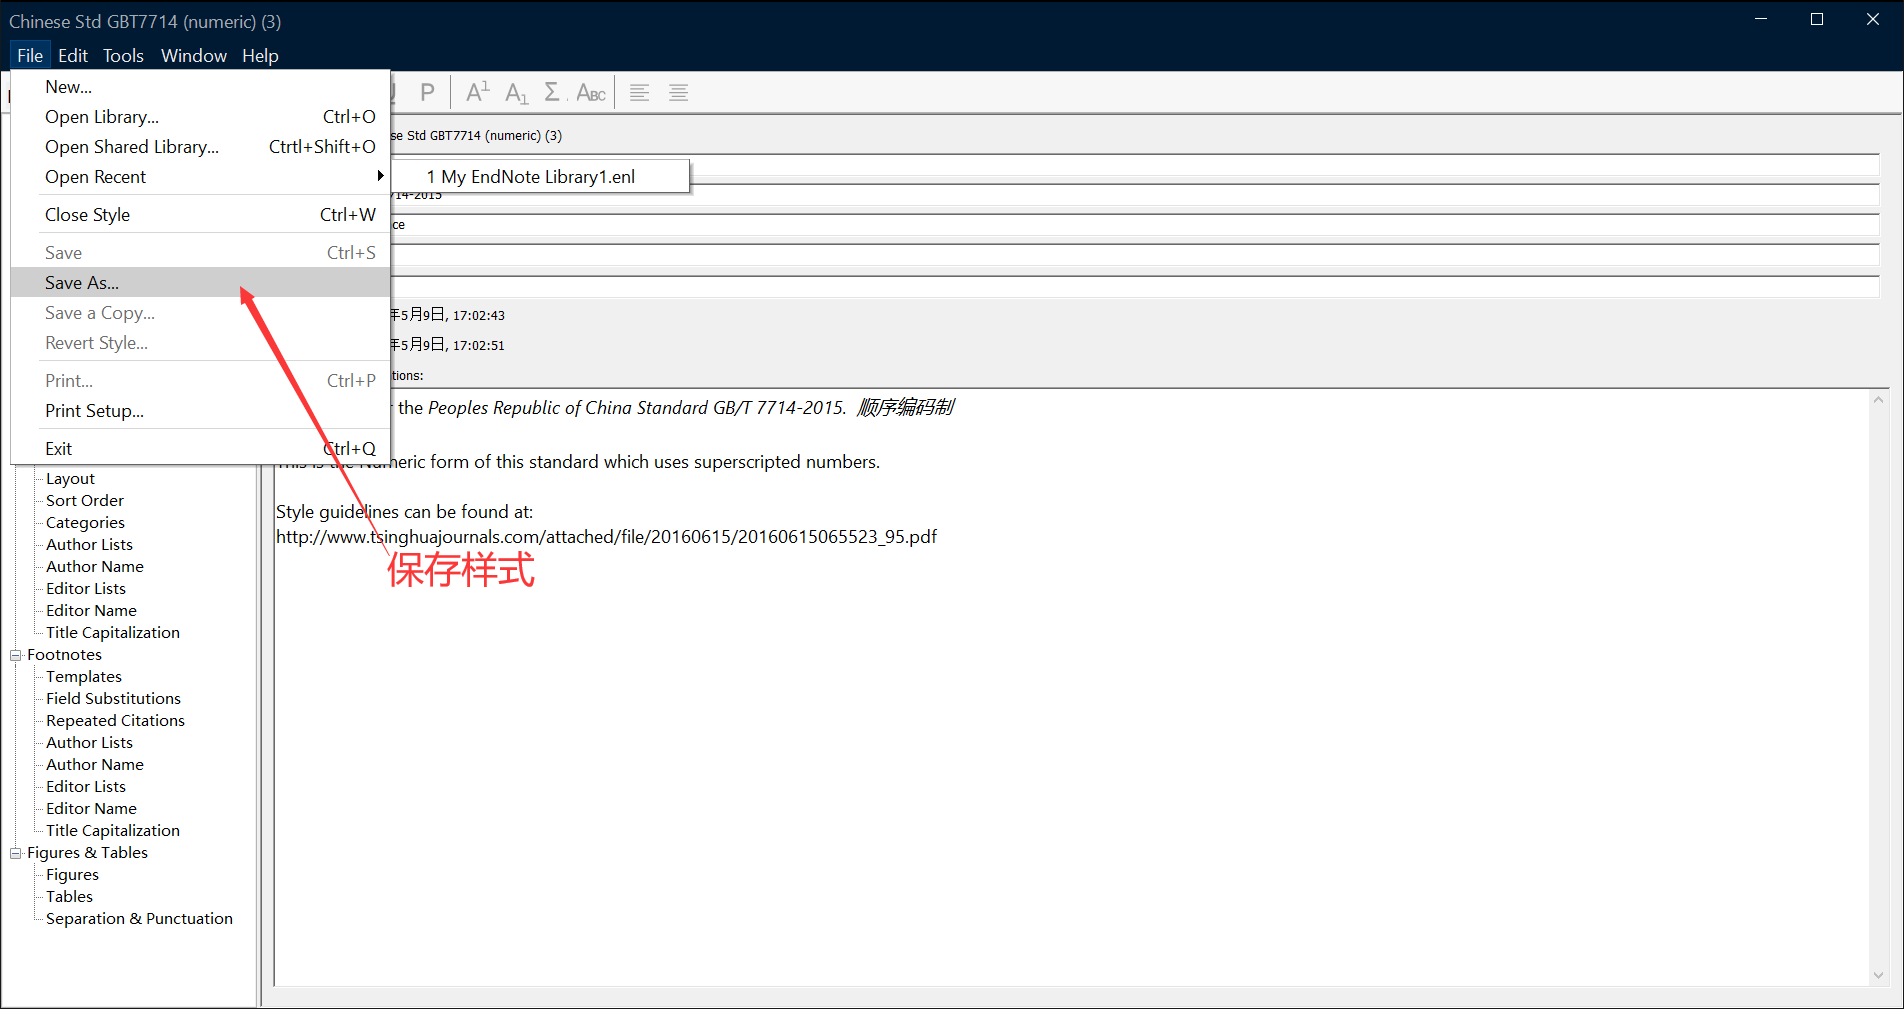 Chinese Std GBT7714 (numeric) (3)
File Edit Tools Window Help
New...
Open Library... Ctrl+O
Open Shared Library... Ctrtl+Shift+O
Open Recent
1 My EndNote Library1.enl
Close Style Ctrl+W
Save Ctrl+S
Save As...
Save a Copy...
Revert Style...
Print... Ctrl+P
Print Setup...
Exit Ctrl+Q
P A1 A1 Σ ABC
se Std GBT7714 (numeric) (3)
714-2015
ce
年5月9日, 17:02:43
年5月9日, 17:02:51
tions:
the Peoples Republic of China Standard GB/T 7714-2015. 顺序编码制
This is the Numeric form of this standard which uses superscripted numbers.
Style guidelines can be found at:
http://www.tsinghuajournals.com/attached/file/20160615/20160615065523_95.pdf
保存样式
Layout
Sort Order
Categories
Author Lists
Author Name
Editor Lists
Editor Name
Title Capitalization
Footnotes
Templates
Field Substitutions
Repeated Citations
Author Lists
Author Name
Editor Lists
Editor Name
Title Capitalization
Figures & Tables
Figures
Tables
Separation & Punctuation